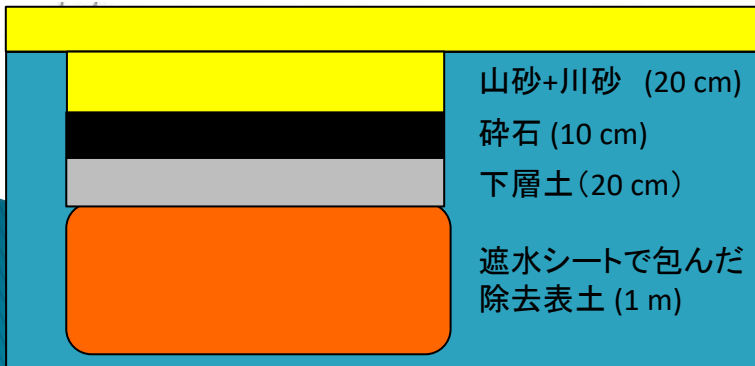 山砂+川砂 (20 cm)
砕石 (10 cm)
下層土（20 cm）
遮水シートで包んだ
除去表土 (1 m)